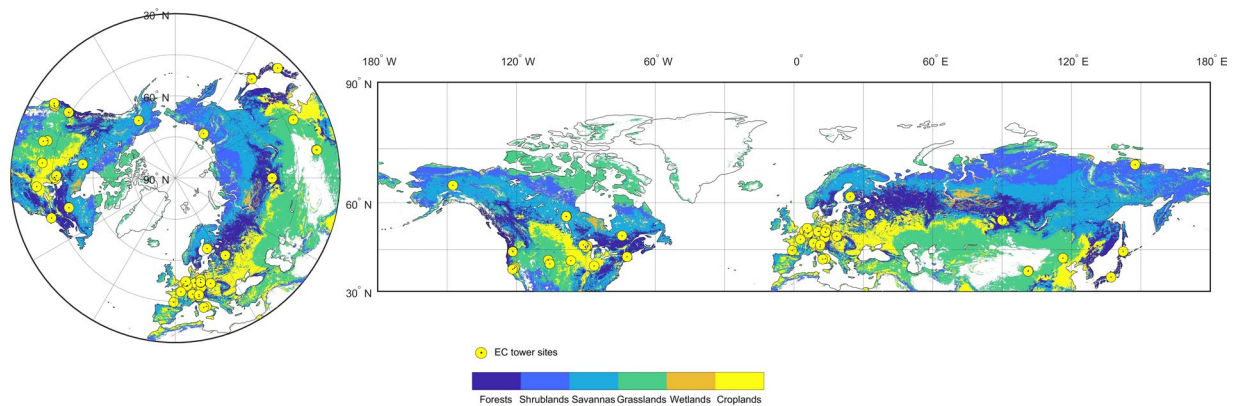 30° N
60° N
90° N
180° W
120° W
60° W
0°
60° E
120° E
180° E
90° N
60° N
30° N
EC tower sites
Forests Shrublands Savannas Grasslands Wetlands Croplands